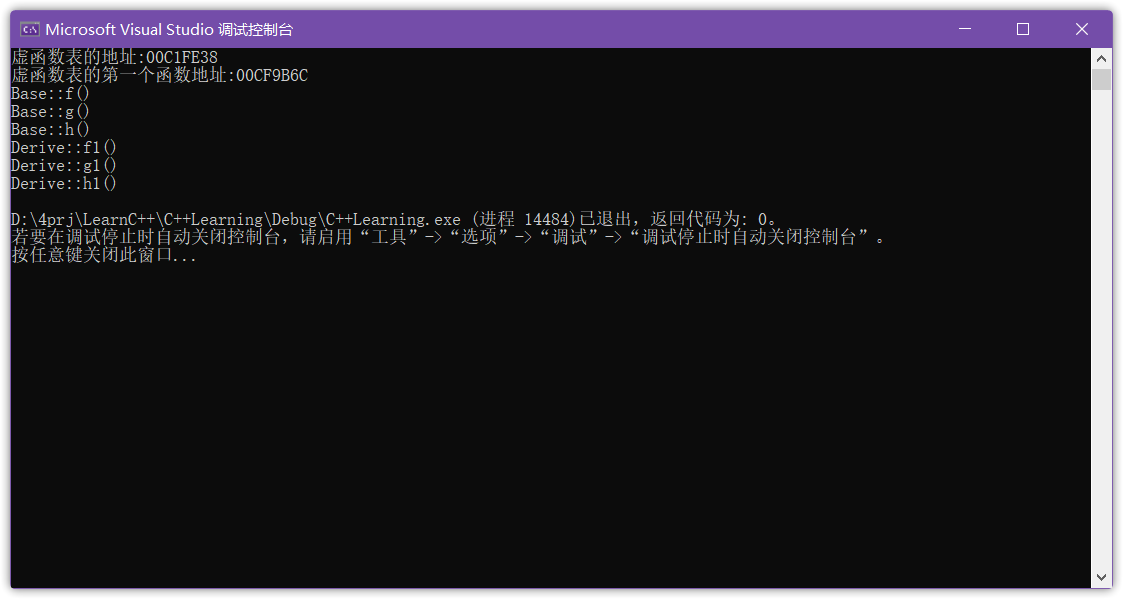 Microsoft Visual Studio 调试控制台
虚函数表的地址:00C1FE38
虚函数表的第一个函数地址:00CF9B6C
Base::f()
Base::g()
Base::h()
Derive::f1()
Derive::g1()
Derive::h1()
D:\4prj\LearnC++\C++Learning\Debug\C++Learning.exe (进程 14484)已退出，返回代码为: 0。
若要在调试停止时自动关闭控制台，请启用“工具”->“选项”->“调试”->“调试停止时自动关闭控制台”。
按任意键关闭此窗口...